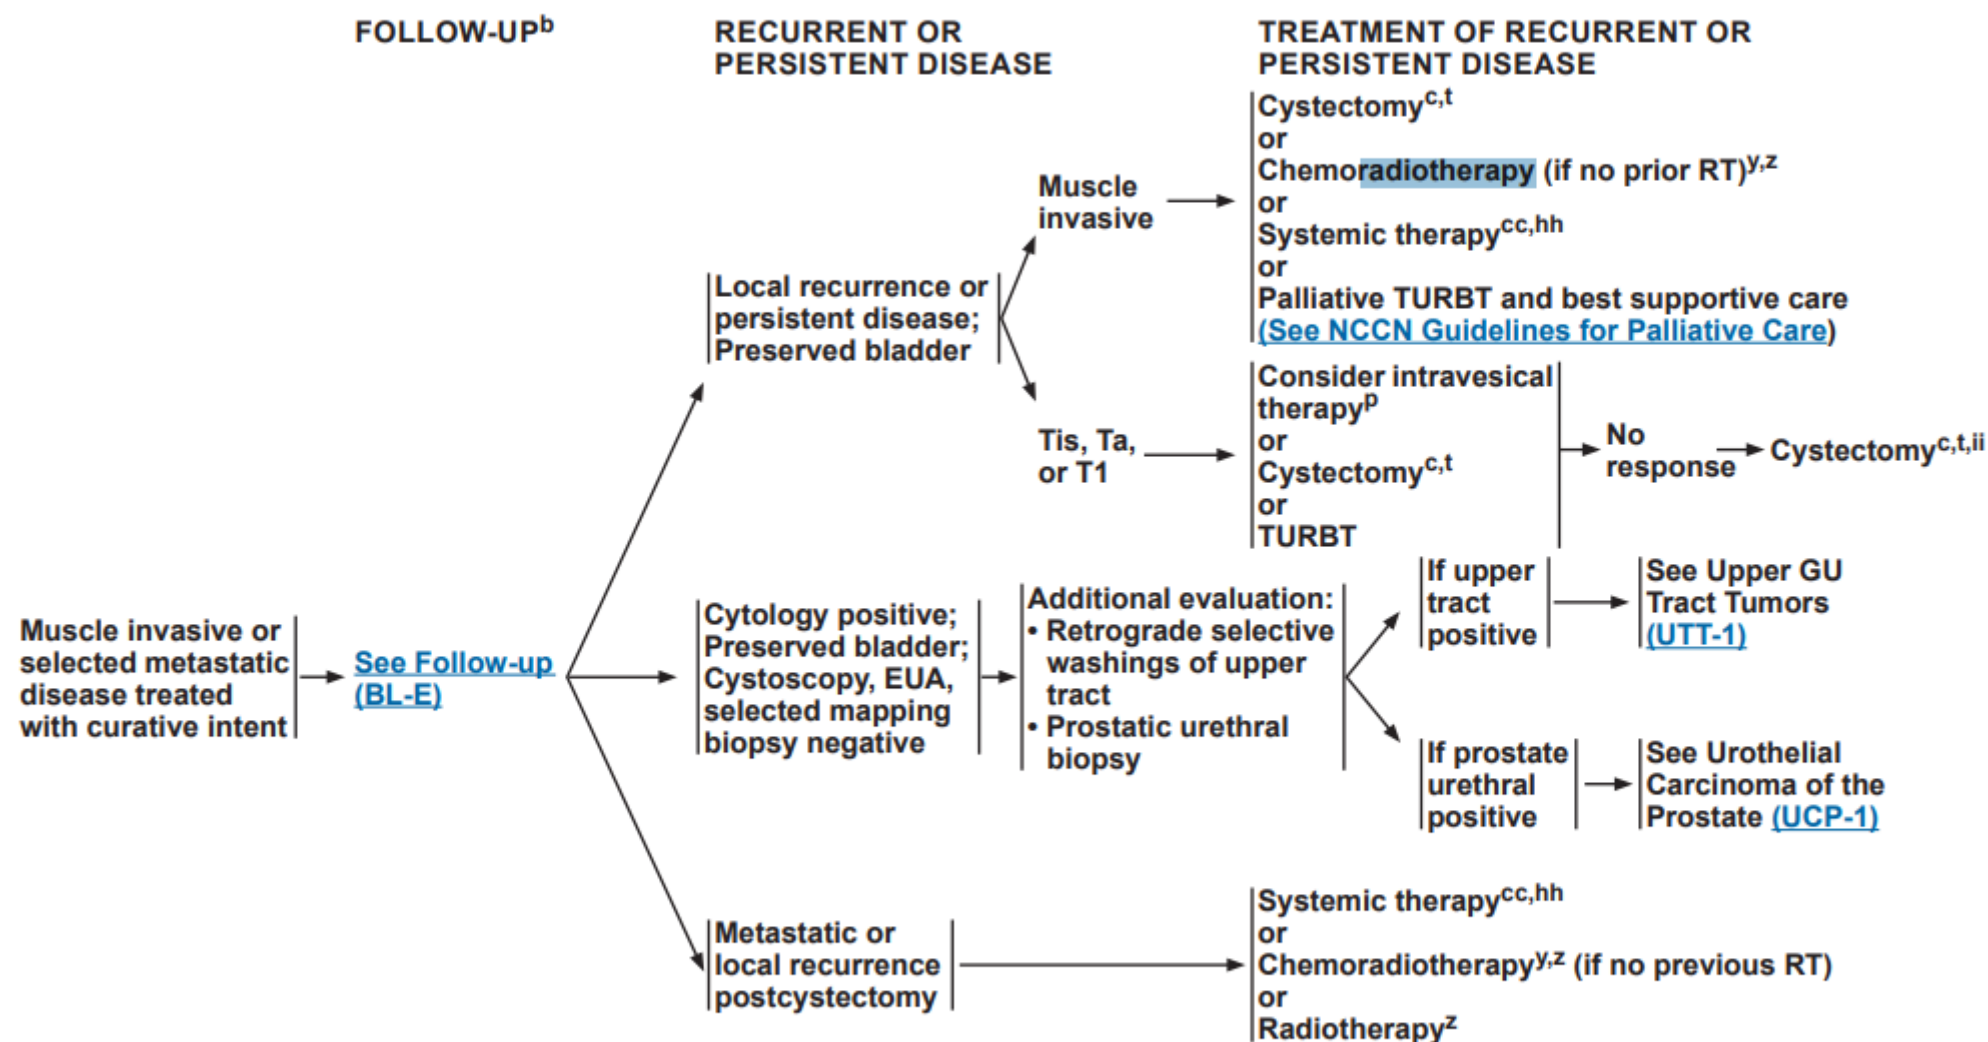 FOLLOW-UPb
RECURRENT OR
PERSISTENT DISEASE
TREATMENT OF RECURRENT OR
PERSISTENT DISEASE
Muscle invasive or
selected metastatic
disease treated
with curative intent
See Follow-up
(BL-E)
Local recurrence or
persistent disease;
Preserved bladder
Muscle
invasive
Cystectomyc,t
or
Chemoradiotherapy (if no prior RT)y,z
or
Systemic therapycc,hh
or
Palliative TURBT and best supportive care
(See NCCN Guidelines for Palliative Care)
Tis, Ta,
or T1
Consider intravesical
therapyp
or
Cystectomyc,t
or
TURBT
No
response
Cystectomyc,t,ii
Cytology positive;
Preserved bladder;
Cystoscopy, EUA,
selected mapping
biopsy negative
Additional evaluation:
• Retrograde selective
washings of upper
tract
• Prostatic urethral
biopsy
If upper
tract
positive
See Upper GU
Tract Tumors
(UTT-1)
If prostate
urethral
positive
See Urothelial
Carcinoma of the
Prostate (UCP-1)
Metastatic or
local recurrence
postcystectomy
Systemic therapycc,hh
or
Chemoradiotherapyy,z (if no previous RT)
or
Radiotherapyz